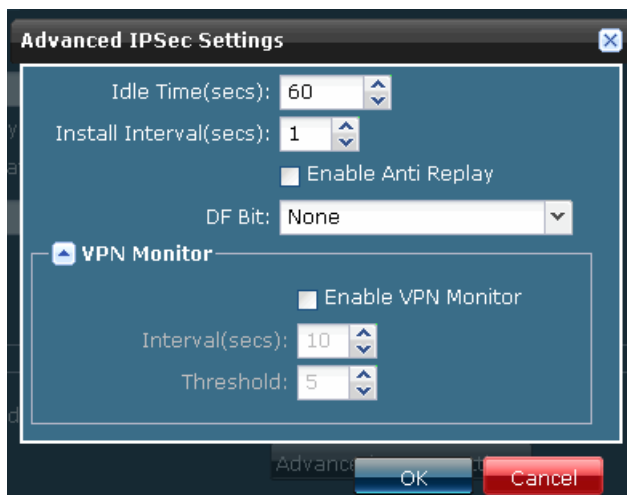 Advanced IPSec Settings
Idle Time(secs): 60
Install Interval(secs): 1
Enable Anti Replay
DF Bit: None
VPN Monitor
Enable VPN Monitor
Interval(secs): 10
Threshold: 5
OK Cancel